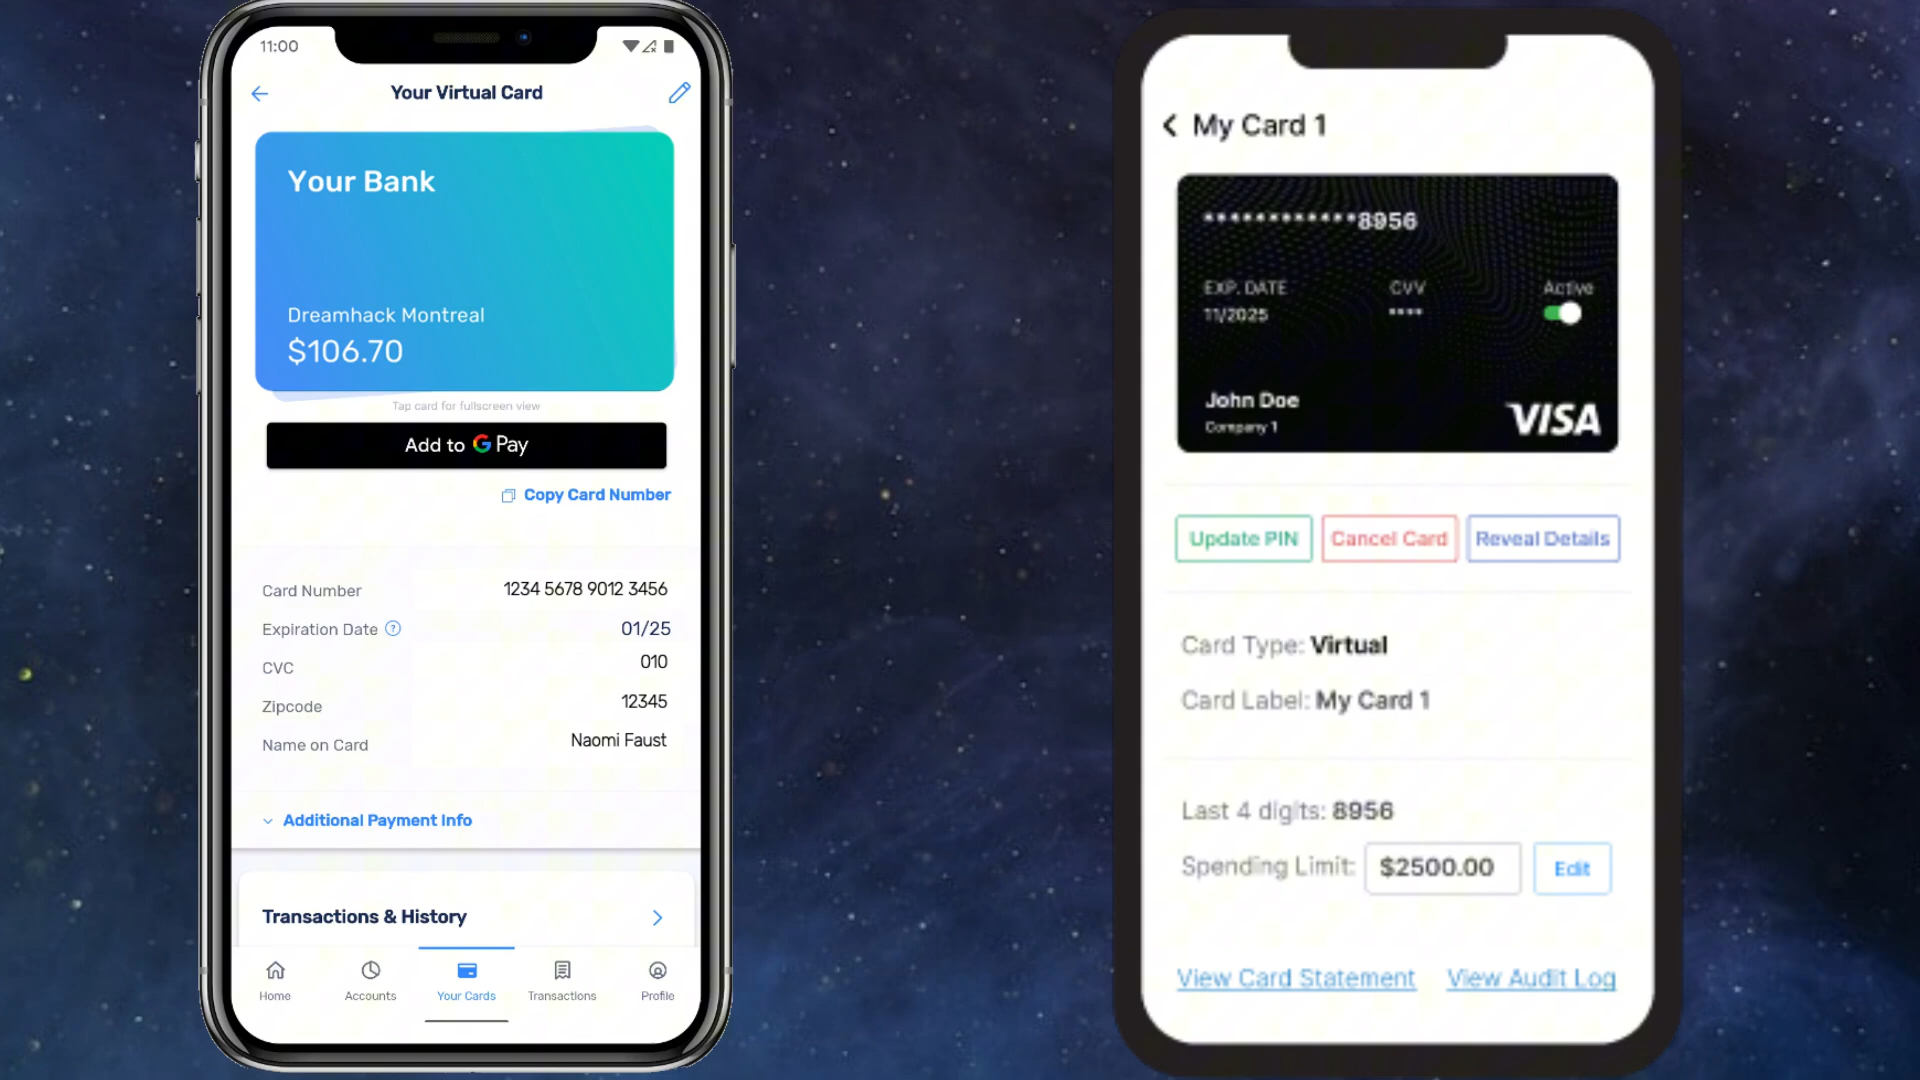 11:00
Your Virtual Card
Your Bank
Dreamhack Montreal
$106.70
Tap card for fullscreen view
Add to G Pay
Copy Card Number
Card Number 1234 5678 9012 3456
Expiration Date ? 01/25
CVC 010
Zipcode 12345
Name on Card Naomi Faust
Additional Payment Info
Transactions & History
Home Accounts Your Cards Transactions Profile
My Card 1
************8956
EXP. DATE CVV Active
11/2025 ****
John Doe
Company 1
VISA
Update PIN Cancel Card Reveal Details
Card Type: Virtual
Card Label: My Card 1
Last 4 digits: 8956
Spending Limit: $2500.00 Edit
View Card Statement View Audit Log